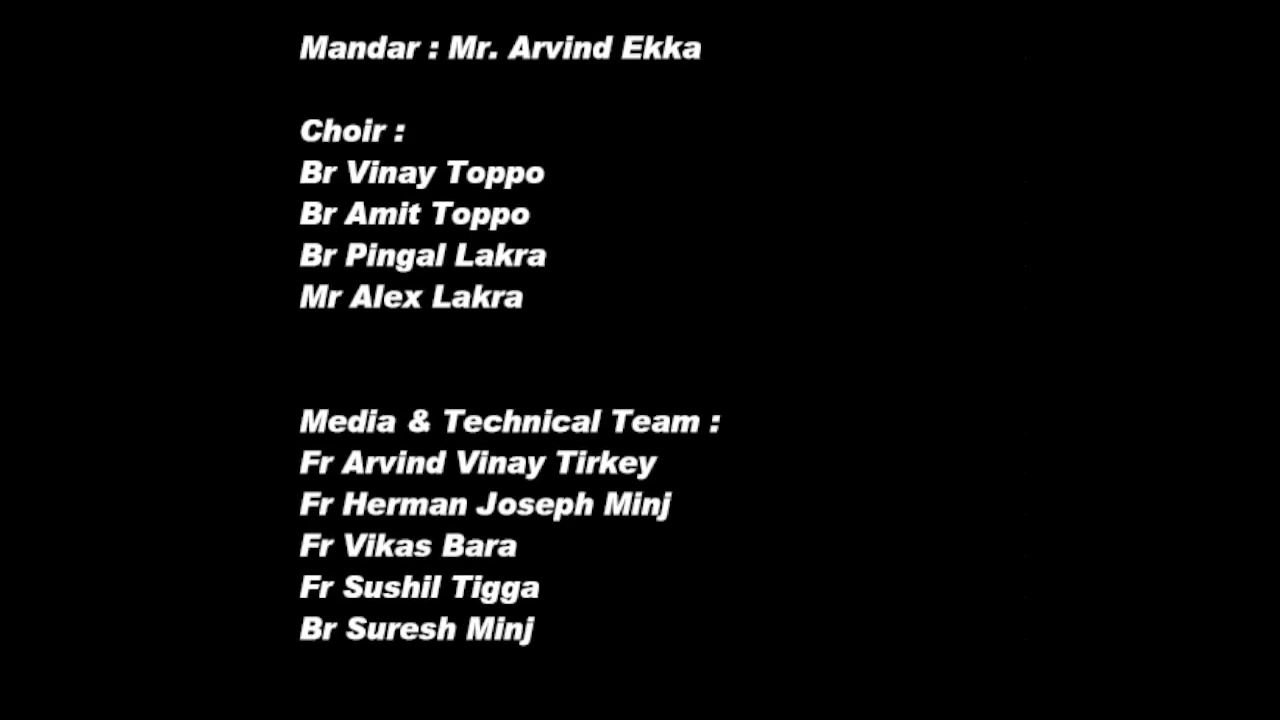 Mandar : Mr. Arvind Ekka
Choir :
Br Vinay Toppo
Br Amit Toppo
Br Pingal Lakra
Mr Alex Lakra
Media & Technical Team :
Fr Arvind Vinay Tirkey
Fr Herman Joseph Minj
Fr Vikas Bara
Fr Sushil Tigga
Br Suresh Minj